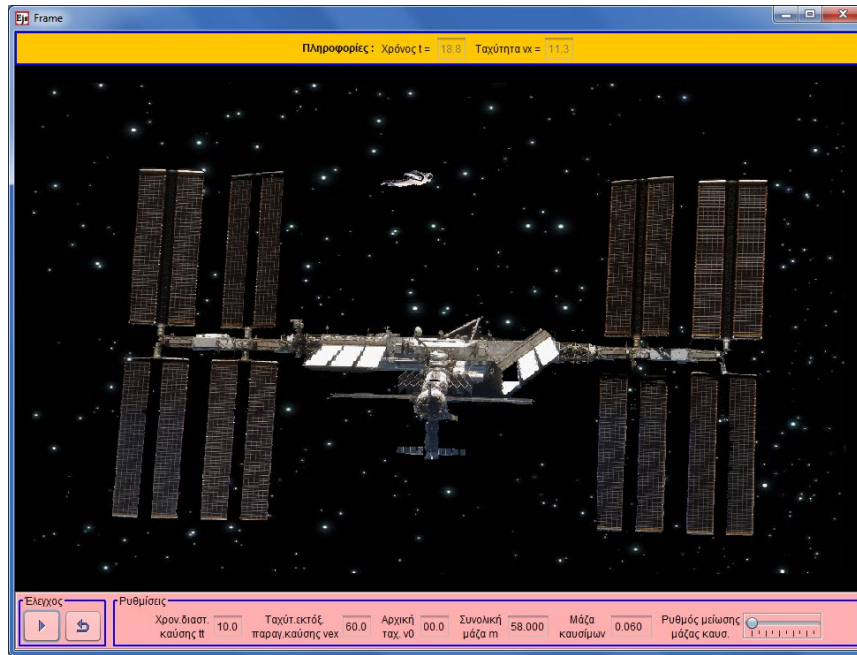 Ejs Frame
Πληροφορίες : Χρόνος t = 18.8 Ταχύτητα vx = 11.3
Έλεγχος
Ρυθμίσεις
Χρον.διαστ. καύσης tt 10.0
Ταχύτ.εκτόξ. παραγ.καύσης vex 60.0
Αρχική ταχ. v0 00.0
Συνολική μάζα m 58.000
Μάζα καυσίμων 0.060
Ρυθμός μείωσης μάζας καυσ.